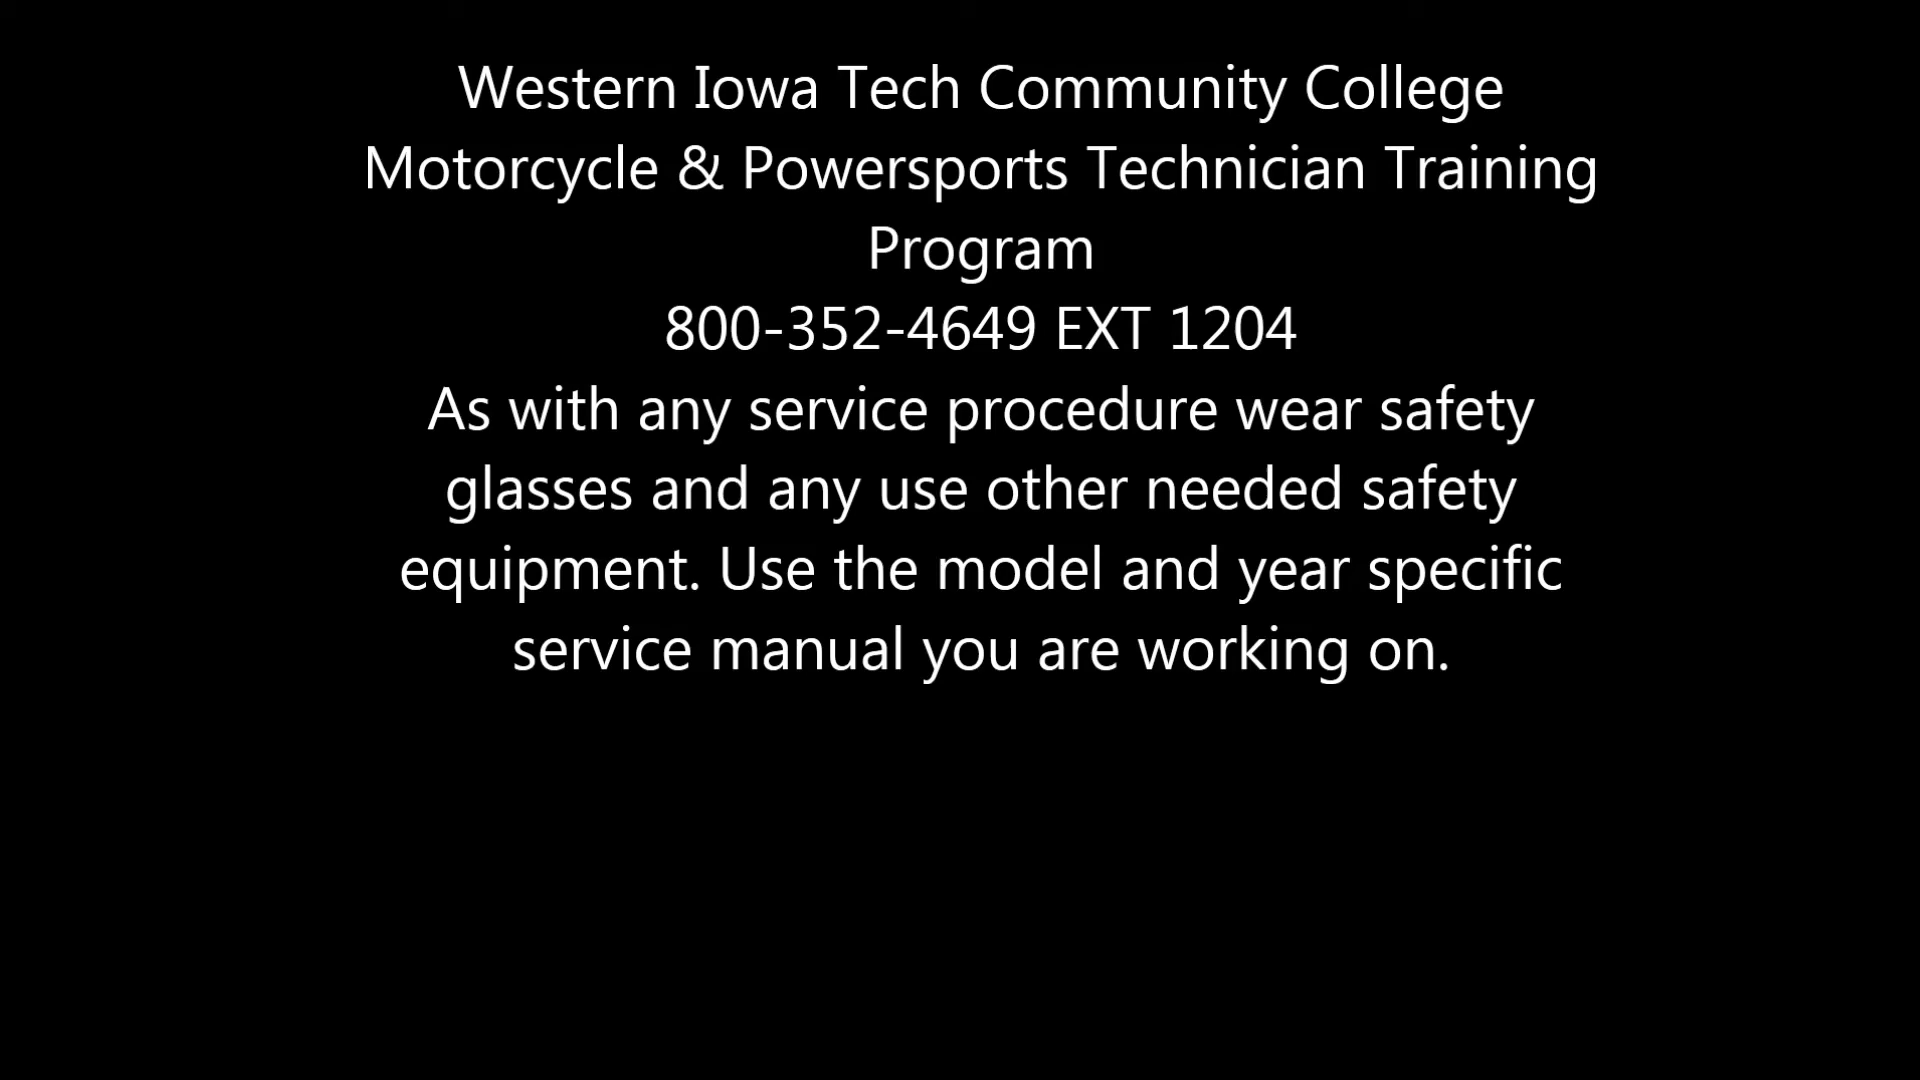 Western Iowa Tech Community College
Motorcycle & Powersports Technician Training
Program
800-352-4649 EXT 1204
As with any service procedure wear safety
glasses and any use other needed safety
equipment. Use the model and year specific
service manual you are working on.